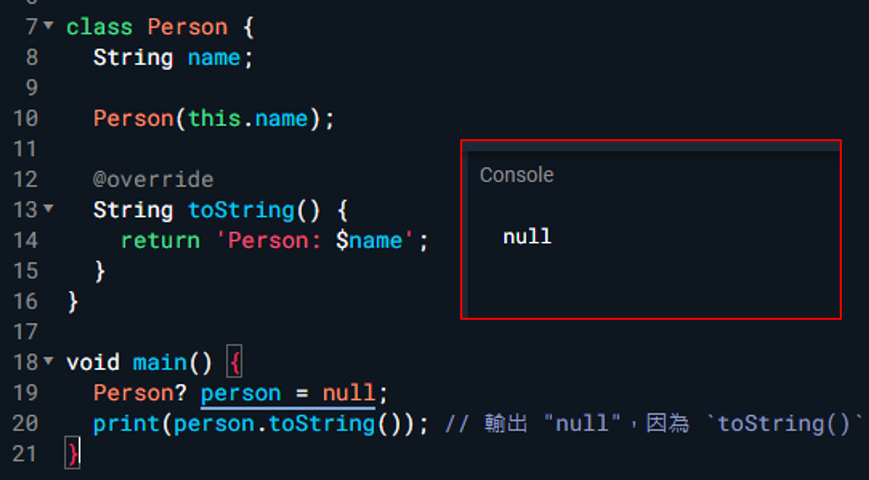 7 class Person {
8 String name;
9
10 Person(this.name);
11
12 @override
13 String toString() {
14 return 'Person: $name';
15 }
16 }
17
18 void main() {
19 Person? person = null;
20 print(person.toString()); // 輸出 "null",因為 `toString()`
21 }
Console
null